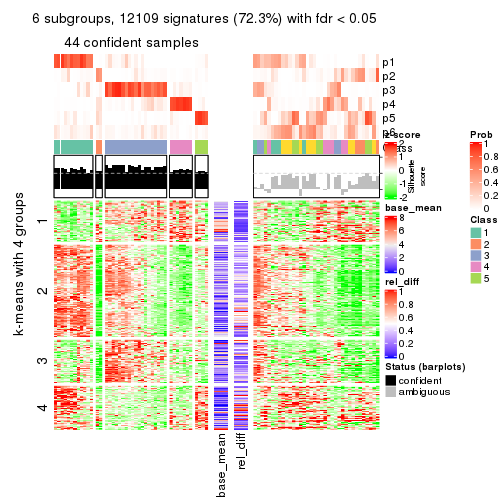 6 subgroups, 12109 signatures (72.3%) with fdr < 0.05
44 confident samples
p1
p2
p3
p4
p5
p6
Class
Silhouette
score
k-means with 4 groups
1
2
3
4
base_mean
rel_diff
z-score
2
1
0
-1
-2
base_mean
8
6
4
2
0
rel_diff
1
0.8
0.6
0.4
0.2
0
Status (barplots)
confident
ambiguous
Prob
1
0.8
0.6
0.4
0.2
0
Class
1
2
3
4
5